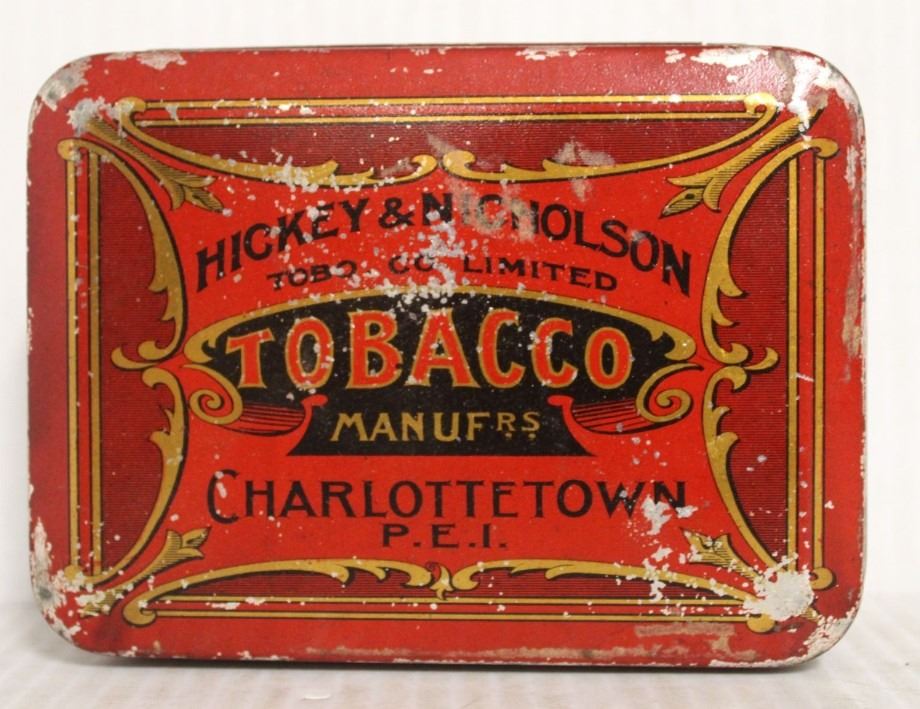 HICKEY & NICHOLSON
TOBO. CO. LIMITED
TOBACCO
MANUFRS.
CHARLOTTETOWN
P.E.I.